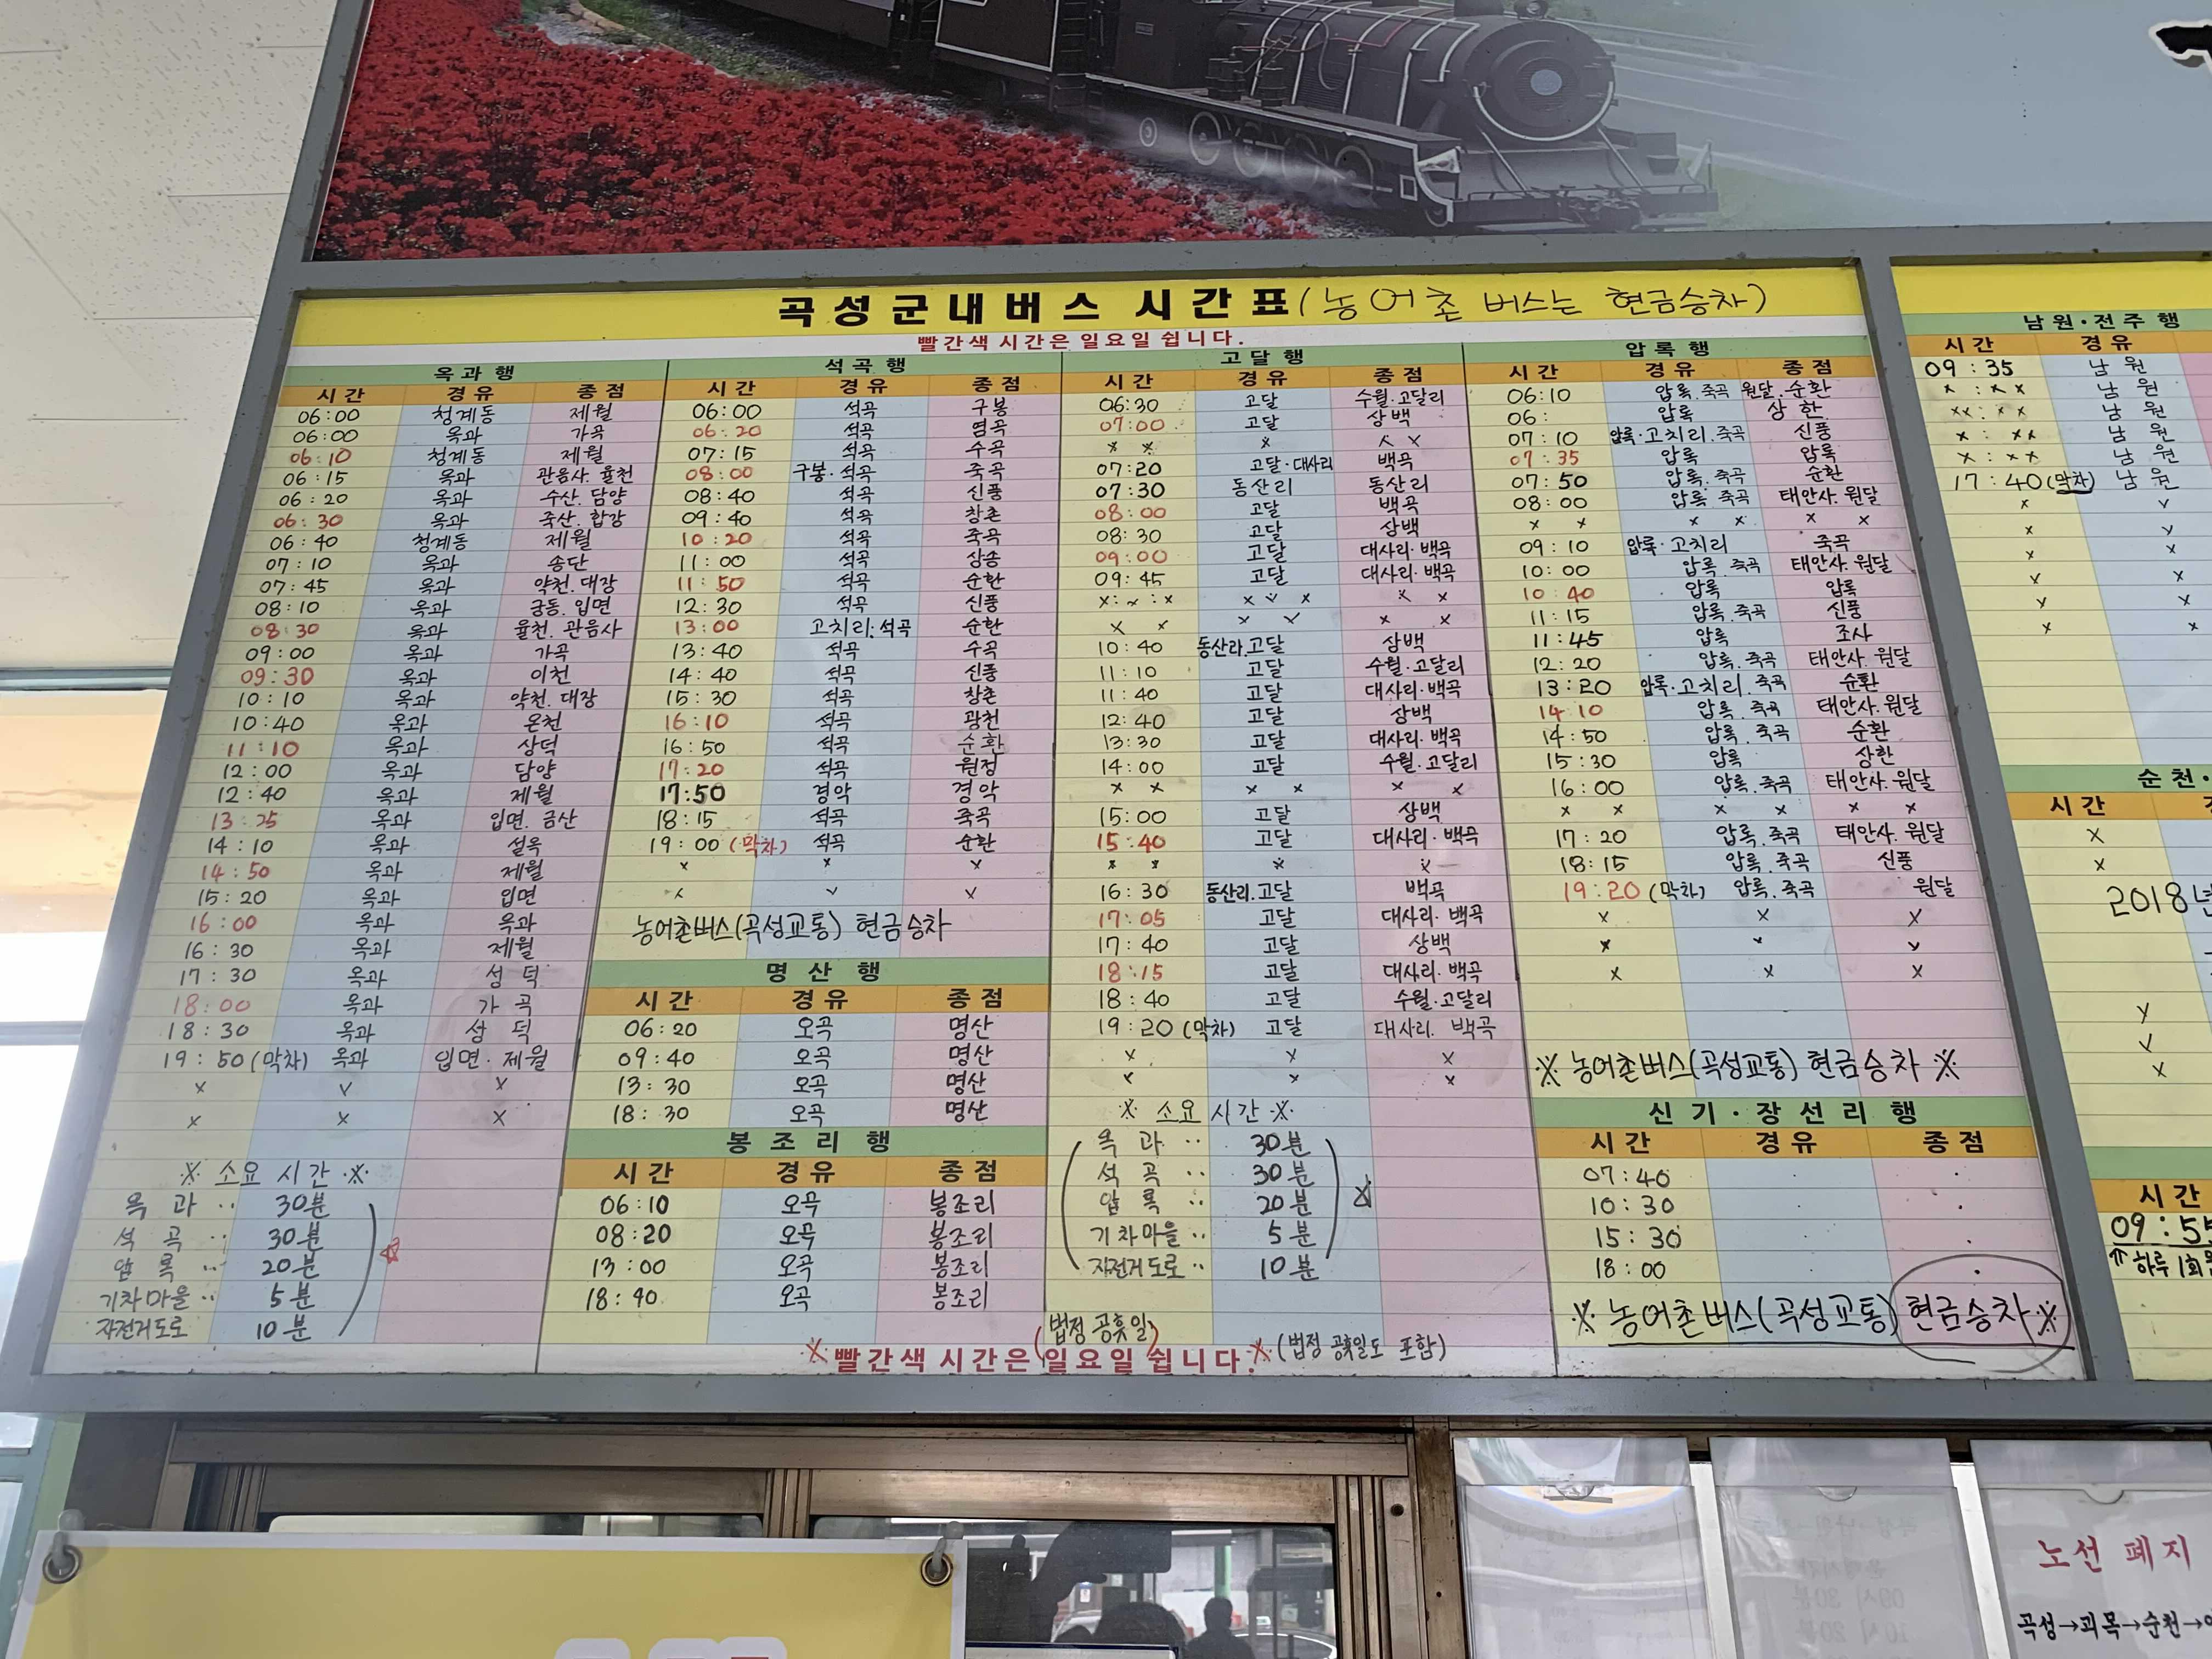 곡성군내버스 시간표(농어촌 버스는 현금승차)
빨간색 시간은 일요일 쉽니다.
옥과행
시간 경유 종점
06:00 청계동 제월
06:00 옥과 가곡
06:10 청계동 제월
06:15 옥과 관음사.율천
06:20 옥과 수산.담양
06:30 옥과 죽산.합강
06:40 청계동 제월
07:10 옥과 송단
07:45 옥과 약천.대장
08:10 옥과 궁동.입면
08:30 옥과 율천.관음사
09:00 옥과 가곡
09:30 옥과 이천
10:10 옥과 약천.대장
10:40 옥과 온천
11:10 옥과 상덕
12:00 옥과 담양
12:40 옥과 제월
13:25 옥과 입면.금산
14:10 옥과 설옥
14:50 옥과 제월
15:20 옥과 입면
16:00 옥과 옥과
16:30 옥과 제월
17:30 옥과 성덕
18:00 옥과 가곡
18:30 옥과 성덕
19:50(막차) 옥과 입면·제월
x v x
x x x
※ 소요 시간 ※
옥과 ·· 30분
석곡 ·· 30분
압록 ·· 20분
기차마을 ·· 5분
자전거도로 10분
석곡행
시간 경유 종점
06:00 석곡 구봉
06:20 석곡 염곡
07:15 석곡 수곡
08:00 구봉·석곡 죽곡
08:40 석곡 신풍
09:40 석곡 창촌
10:20 석곡 죽곡
11:00 석곡 상송
11:50 석곡 순환
12:30 석곡 신풍
13:00 고치리.석곡 순환
13:40 석곡 수곡
14:40 석곡 신풍
15:30 석곡 창촌
16:10 석곡 광천
16:50 석곡 순환
17:20 석곡 원정
17:50 경악 경악
18:15 석곡 죽곡
19:00(막차) 석곡 순환
x x x
x v x
농어촌버스(곡성교통) 현금승차
명산행
시간 경유 종점
06:20 오곡 명산
09:40 오곡 명산
13:30 오곡 명산
18:30 오곡 명산
봉조리행
시간 경유 종점
06:10 오곡 봉조리
08:20 오곡 봉조리
13:00 오곡 봉조리
18:40 오곡 봉조리
고달행
시간 경유 종점
06:30 고달 수월.고달리
07:00 고달 상백
x x x x x
07:20 고달·대사리 백곡
07:30 동산리 동산리
08:00 고달 백곡
08:30 고달 상백
09:00 고달 대사리·백곡
09:45 고달 대사리·백곡
x x x v x x x
x x x v x x
10:40 동산리.고달 상백
11:10 고달 수월·고달리
11:40 고달 대사리·백곡
12:40 고달 상백
13:30 고달 대사리·백곡
14:00 고달 수월·고달리
x x x x x x
15:00 고달 상백
15:40 고달 대사리·백곡
x x x x
16:30 동산리.고달 백곡
17:05 고달 대사리·백곡
17:40 고달 상백
18:15 고달 대사리·백곡
18:40 고달 수월·고달리
19:20(막차) 고달 대사리.백곡
x x x
x x x
※ 소요 시간 ※
옥과 ·· 30분
석곡 ·· 30분
압록 ·· 20분
기차마을 ·· 5분
자전거도로 ·· 10분
압록행
시간 경유 종점
06:10 압록.죽곡 원달.순환
06: 압록 상한
07:10 압록·고치리.죽곡 신풍
07:35 압록 압록
07:50 압록.죽곡 순환
08:00 압록.죽곡 태안사.원달
x x x x x x
09:10 압록·고치리 죽곡
10:00 압록.죽곡 태안사.원달
10:40 압록 압록
11:15 압록.죽곡 신풍
11:45 압록 조사
12:20 압록.죽곡 태안사.원달
13:20 압록·고치리.죽곡 순환
14:10 압록.죽곡 태안사.원달
14:50 압록.죽곡 순환
15:30 압록 상한
16:00 압록.죽곡 태안사.원달
x x x x x x
17:20 압록.죽곡 태안사.원달
18:15 압록.죽곡 신풍
19:20(막차) 압록.죽곡 원달
x x x
x x v
x x x
※ 농어촌버스(곡성교통) 현금승차 ※
신기·장선리행
시간 경유 종점
07:40
10:30
15:30
18:00
※ 농어촌버스(곡성교통) 현금승차 ※
(법정 공휴일)
※ 빨간색 시간은 일요일 쉽니다.※ (법정 공휴일도 포함)
남원·전주행
시간 경유
09:35 남원
x:xx 남원
xx:xx 남원
x:xx 남원
x:xx 남원
17:40(막차) 남원
x v
x v
x x
v x
v x
x x
순천·
시간
x
x
2018년
v
v
x
시간
09:55
하루 1회
노선 폐지
곡성→괴목→순천→